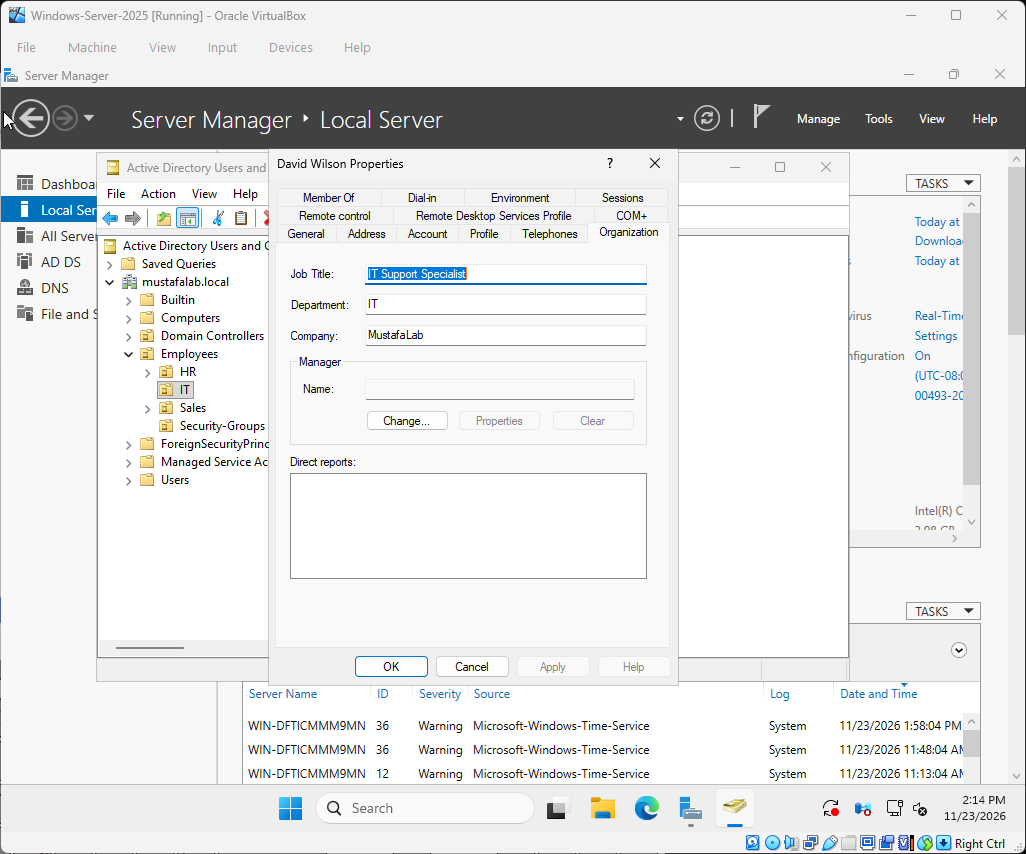 Windows-Server-2025 [Running] - Oracle VirtualBox
File Machine View Input Devices Help
Server Manager
Server Manager Local Server
Manage Tools View Help
Dashboa
Local Ser
All Server
AD DS
DNS
File and S
Active Directory Users and
File Action View Help
Active Directory Users and C
Saved Queries
mustafalab.local
Builtin
Computers
Domain Controllers
Employees
HR
IT
Sales
Security-Groups
ForeignSecurityPrinc
Managed Service Ac
Users
David Wilson Properties
?
Member Of Dial-in Environment Sessions
Remote control Remote Desktop Services Profile COM+
General Address Account Profile Telephones Organization
Job Title: IT Support Specialist
Department: IT
Company: MustafaLab
Manager
Name:
Change... Properties Clear
Direct reports:
OK Cancel Apply Help
TASKS
Today at
Downloa
Today at
virus Real-Time
Settings
nfiguration On
(UTC-08:0
00493-20
Intel(R) C
TASKS
Server Name ID Severity Source Log Date and Time
WIN-DFTICMMM9MN 36 Warning Microsoft-Windows-Time-Service System 11/23/2026 1:58:04 PM
WIN-DFTICMMM9MN 36 Warning Microsoft-Windows-Time-Service System 11/23/2026 11:48:04 AM
WIN-DFTICMMM9MN 12 Warning Microsoft-Windows-Time-Service System 11/23/2026 11:13:04 AM
Search
2:14 PM
11/23/2026
Right Ctrl